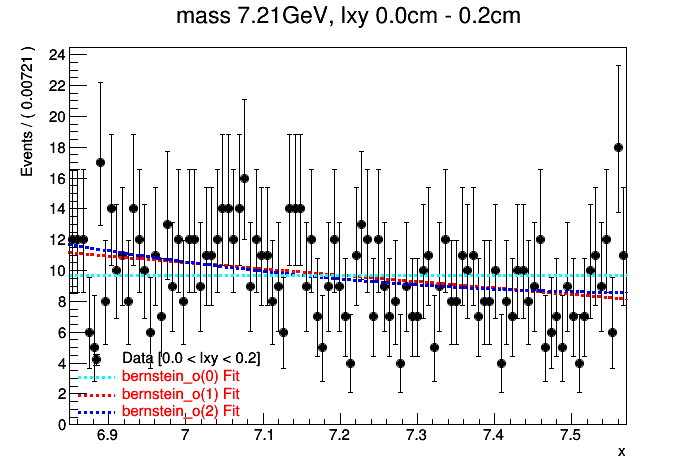 mass 7.21GeV, lxy 0.0cm - 0.2cm
Events / ( 0.00721 )
24
22
20
18
16
14
12
10
8
6
4
2
0
Data [0.0 < lxy < 0.2]
bernstein_o(0) Fit
bernstein_o(1) Fit
bernstein_o(2) Fit
6.9 7 7.1 7.2 7.3 7.4 7.5
x